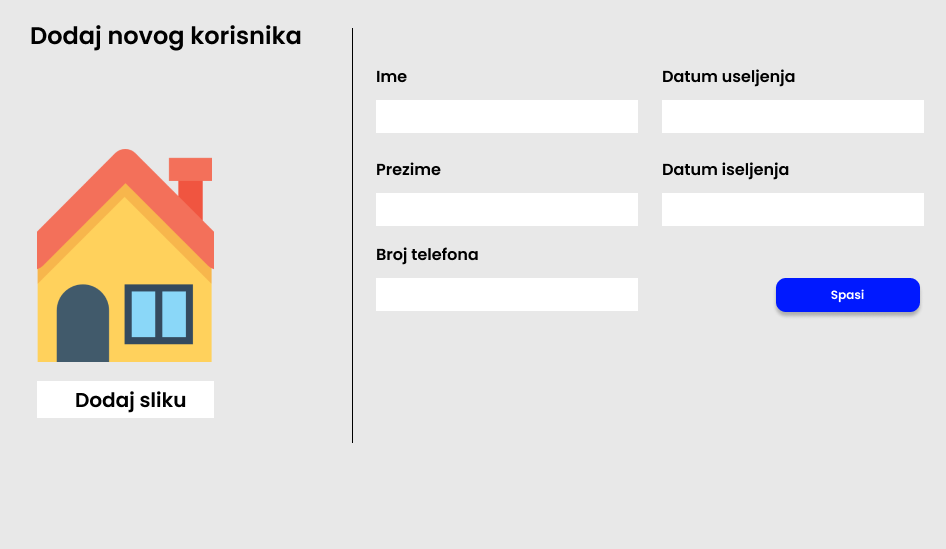 Dodaj novog korisnika
Dodaj sliku
Ime
Datum useljenja
Prezime
Datum iseljenja
Broj telefona
Spasi